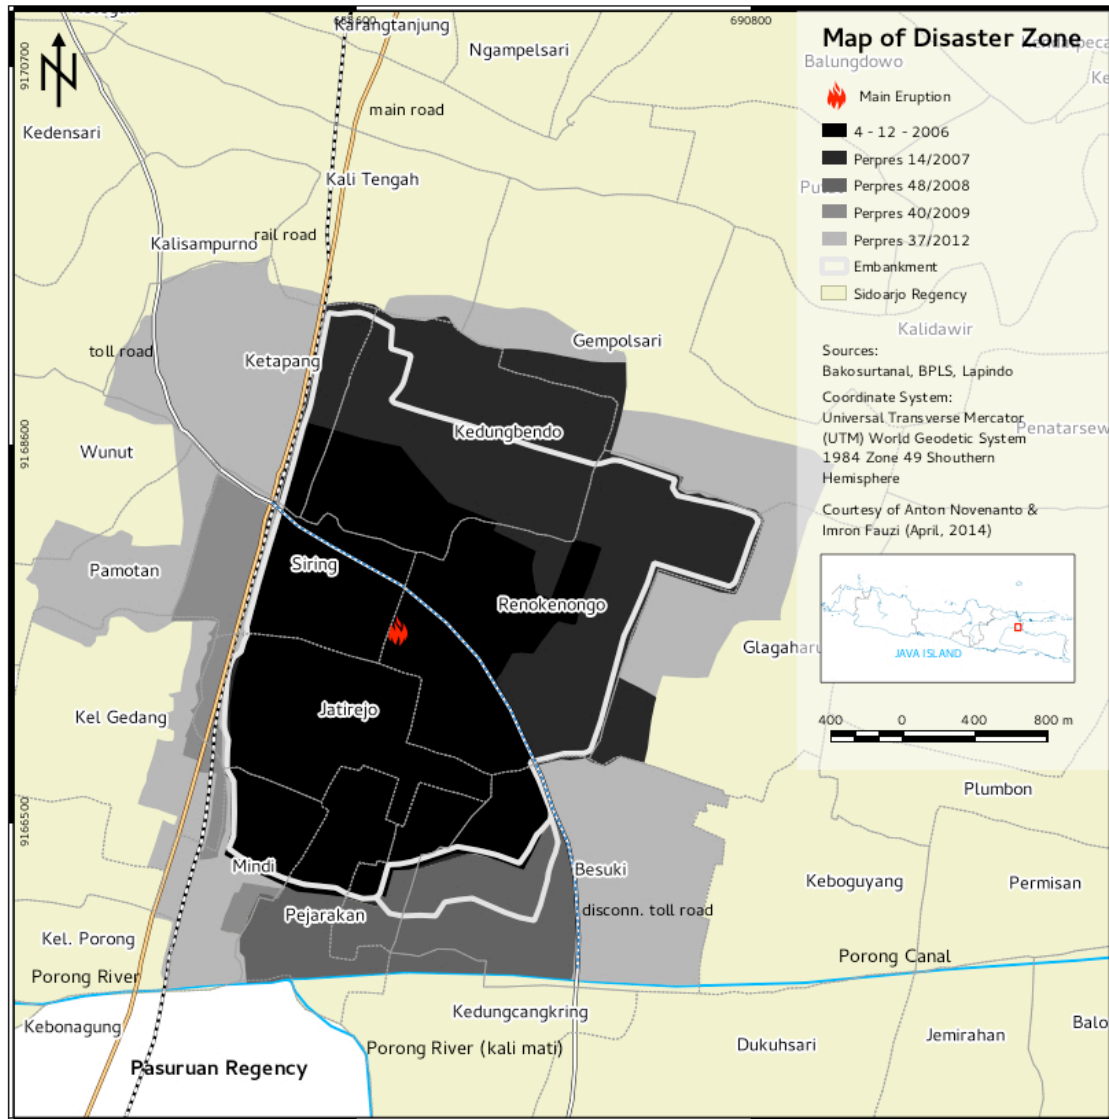 688600
690800
9170700
9168600
9166500
Karangtanjung
Ngampelsari
main road
Kedensari
Kali Tengah
rail road
Kalisampurno
toll road
Ketapang
Gempolsari
Wunut
Kedungbendo
Siring
Pamotan
Renokenongo
Glagaharu
Jatirejo
Kel Gedang
Mindi
Besuki
Pejarakan
disconn. toll road
Kel. Porong
Porong River
Kebonagung
Pasuruan Regency
Kedungcangkring
Porong River (kali mati)
Dukuhsari
Jemirahan
Balo
Porong Canal
Keboguyang
Permisan
Plumbon
Map of Disaster Zone
Balungdowo
Ke
Main Eruption
4 - 12 - 2006
Perpres 14/2007
Perpres 48/2008
Perpres 40/2009
Perpres 37/2012
Embankment
Sidoarjo Regency
Kalidawir
Sources:
Bakosurtanal, BPLS, Lapindo
Coordinate System:
Universal Transverse Mercator
(UTM) World Geodetic System
1984 Zone 49 Shouthern
Hemisphere
Penatarsew
Courtesy of Anton Novenanto &
Imron Fauzi (April, 2014)
JAVA ISLAND
400 0 400 800 m